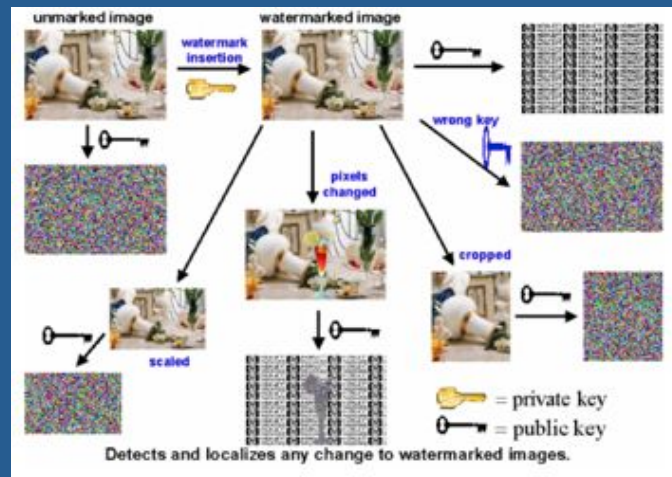 unmarked image
watermarked image
watermark
insertion
wrong key
pixels
changed
cropped
scaled
= private key
= public key
Detects and localizes any change to watermarked images.